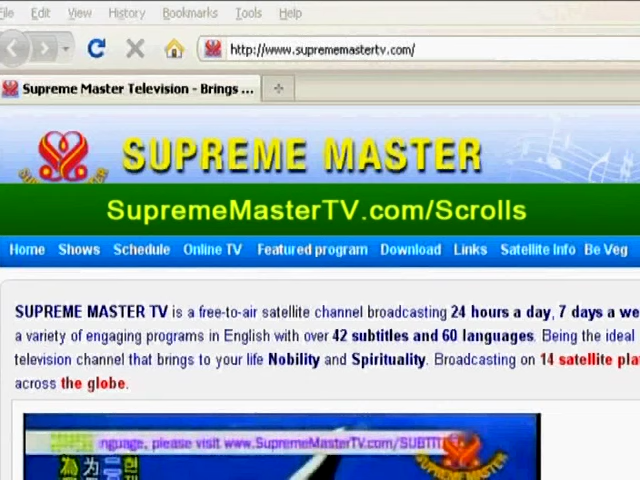 File Edit View History Bookmarks Tools Help
http://www.suprememastertv.com/
Supreme Master Television - Brings ...
SUPREME MASTER
SupremeMasterTV.com/Scrolls
Home Shows Schedule Online TV Featured program Download Links Satellite Info Be Veg
SUPREME MASTER TV is a free-to-air satellite channel broadcasting 24 hours a day, 7 days a we
a variety of engaging programs in English with over 42 subtitles and 60 languages. Being the ideal
television channel that brings to your life Nobility and Spirituality. Broadcasting on 14 satellite pla
across the globe.
nguage, please visit www.SupremeMasterTV.com/SUBTIT
SUPREME MASTER
為 为